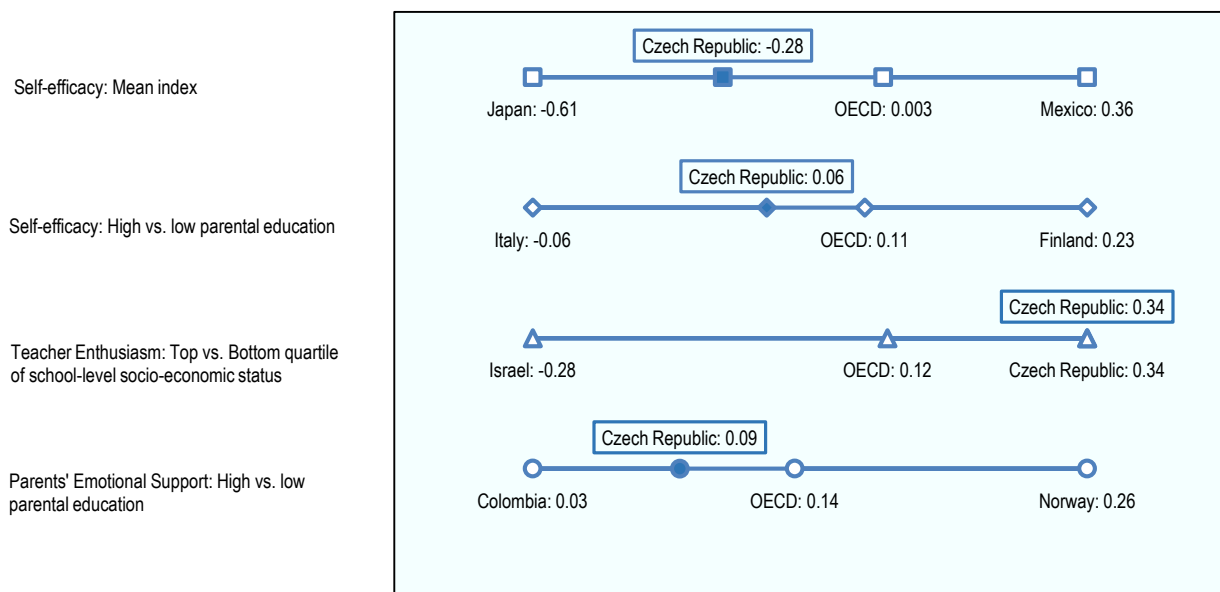 Czech Republic: -0.28
Self-efficacy: Mean index
Japan: -0.61
OECD: 0.003
Mexico: 0.36
Czech Republic: 0.06
Self-efficacy: High vs. low parental education
Italy: -0.06
OECD: 0.11
Finland: 0.23
Czech Republic: 0.34
Teacher Enthusiasm: Top vs. Bottom quartile
of school-level socio-economic status
Israel: -0.28
OECD: 0.12
Czech Republic: 0.34
Czech Republic: 0.09
Parents' Emotional Support: High vs. low
parental education
Colombia: 0.03
OECD: 0.14
Norway: 0.26